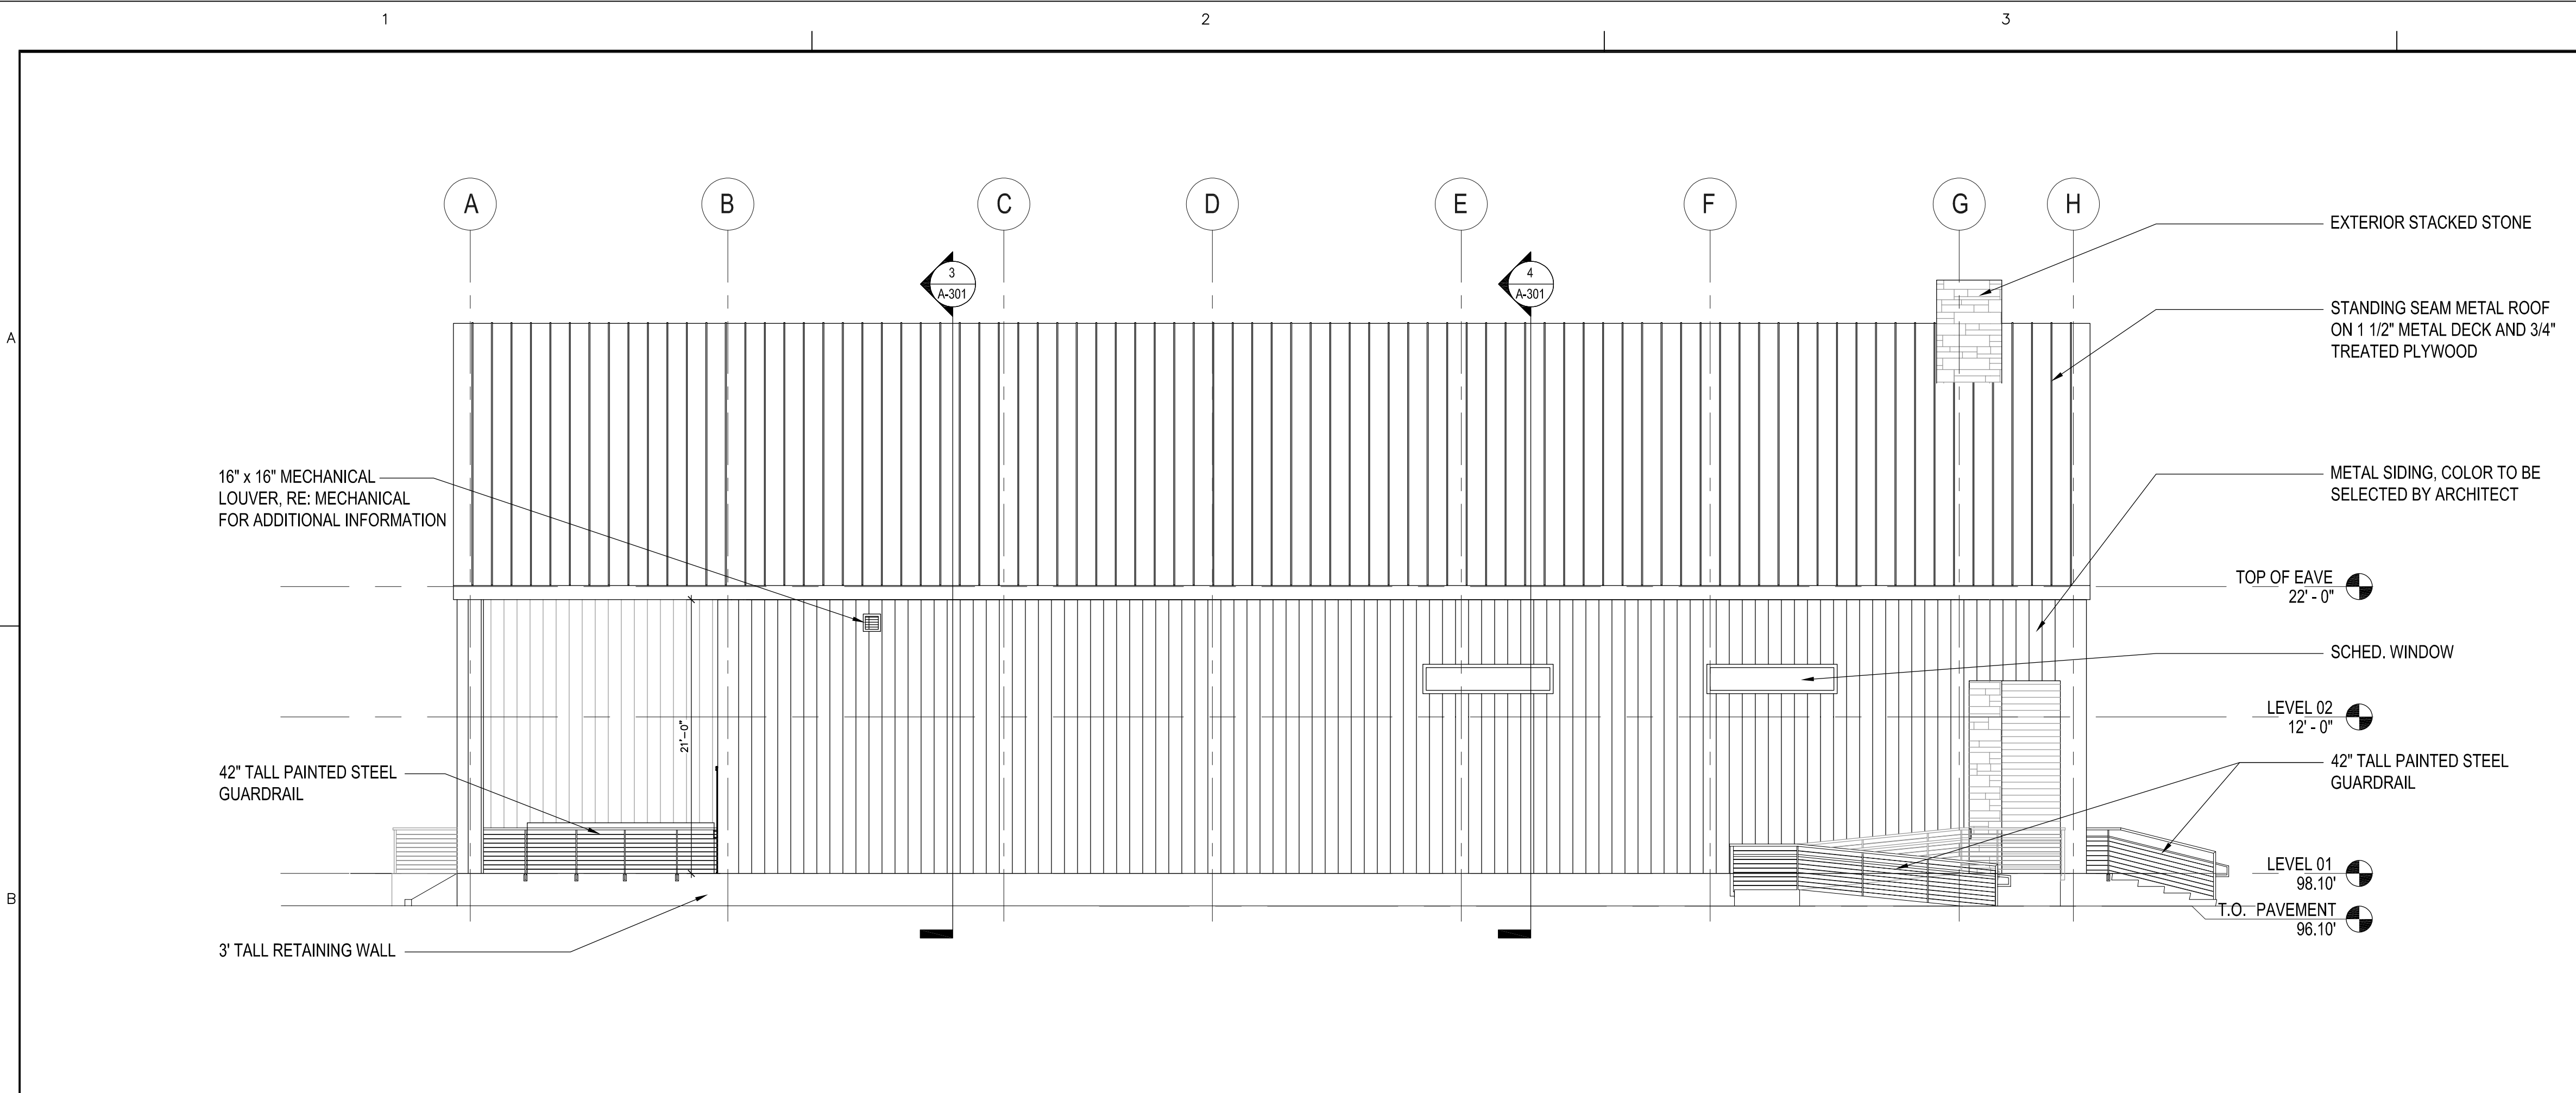 1
2
3
A
B
A
B
C
D
E
F
G
H
3
A-301
4
A-301
EXTERIOR STACKED STONE
STANDING SEAM METAL ROOF
ON 1 1/2" METAL DECK AND 3/4"
TREATED PLYWOOD
16" x 16" MECHANICAL
LOUVER, RE: MECHANICAL
FOR ADDITIONAL INFORMATION
METAL SIDING, COLOR TO BE
SELECTED BY ARCHITECT
TOP OF EAVE
22' - 0"
SCHED. WINDOW
LEVEL 02
12' - 0"
21'-0"
42" TALL PAINTED STEEL
GUARDRAIL
42" TALL PAINTED STEEL
GUARDRAIL
LEVEL 01
98.10'
T.O. PAVEMENT
96.10'
3' TALL RETAINING WALL